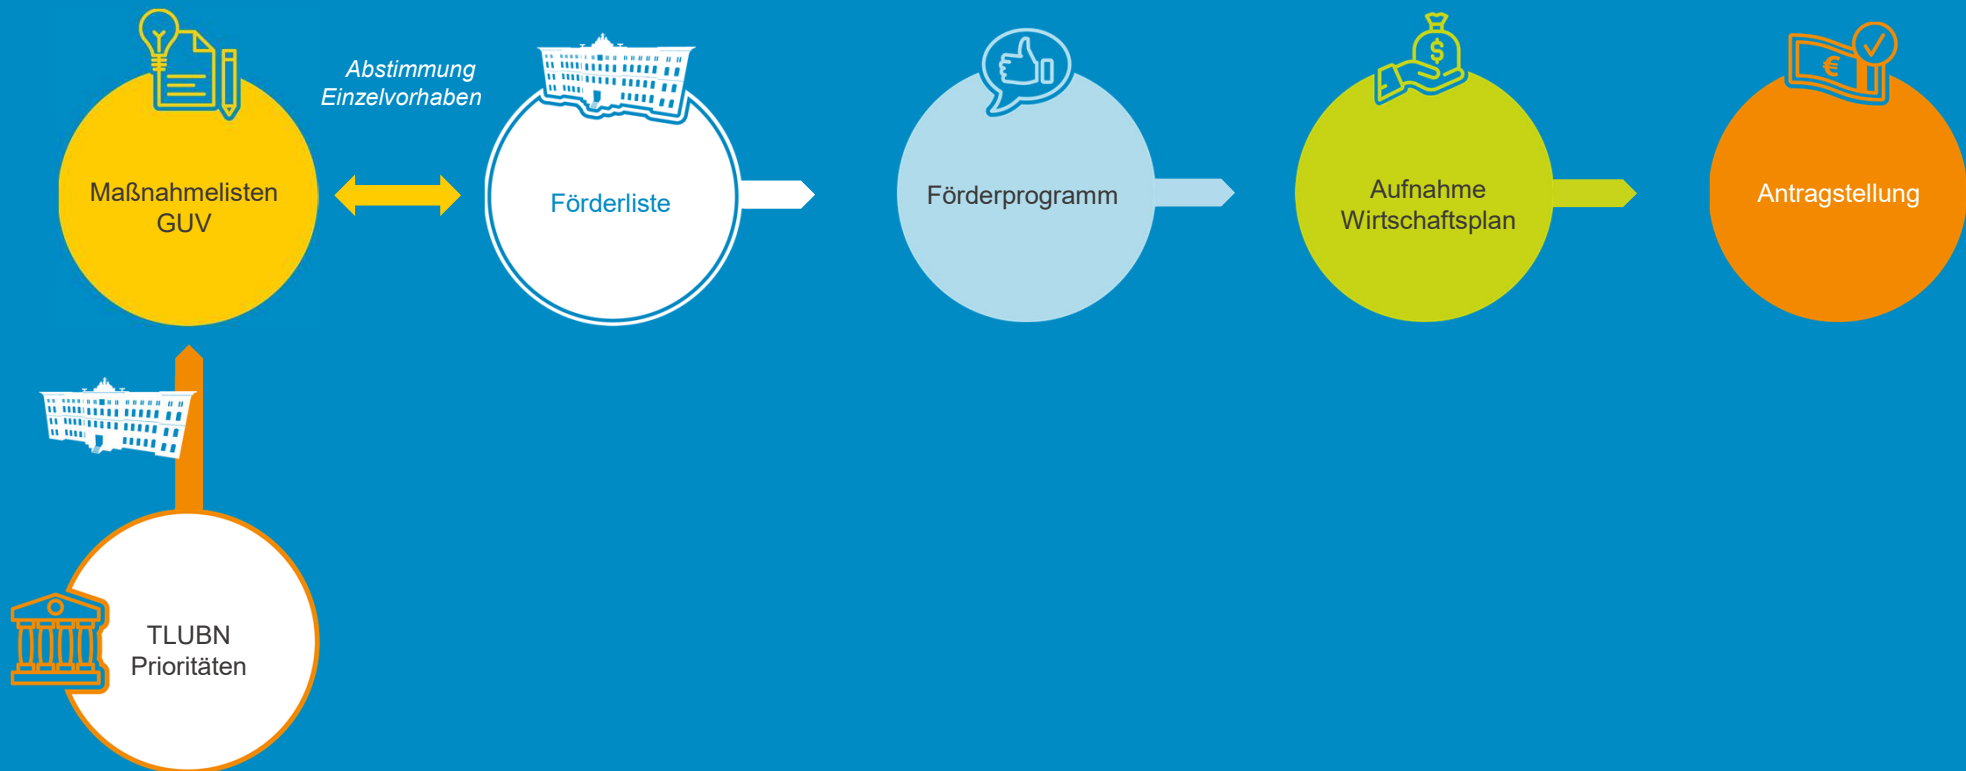 Abstimmung
Einzelvorhaben
Maßnahmelisten
GUV
Förderliste
Förderprogramm
Aufnahme
Wirtschaftsplan
Antragstellung
TLUBN
Prioritäten
$
€